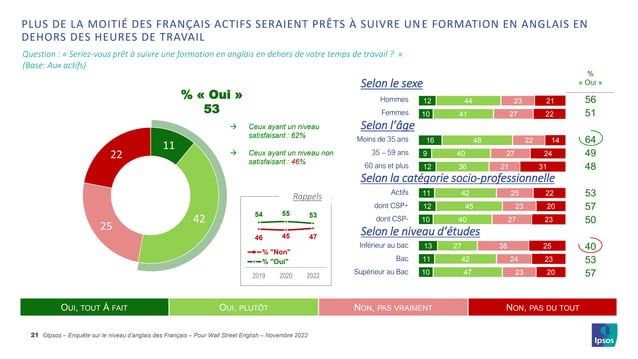 PLUS DE LA MOITIÉ DES FRANÇAIS ACTIFS SERAIENT PRÊTS À SUIVRE UNE FORMATION EN ANGLAIS EN
DEHORS DES HEURES DE TRAVAIL
Question : « Seriez-vous prêt à suivre une formation en anglais en dehors de votre temps de travail ? »
(Base: Aux actifs)
% « Oui »
53
11
42
25
22
→ Ceux ayant un niveau
satisfaisant : 62%
→ Ceux ayant un niveau non
satisfaisant : 46%
Rappels
54 55 53
46 45 47
% "Non"
% "Oui"
2019 2020 2022
%
« Oui »
Selon le sexe
Hommes 12 44 23 21 56
Femmes 10 41 27 22 51
Selon l'âge
Moins de 35 ans 16 48 22 14 64
35 – 59 ans 9 40 27 24 49
60 ans et plus 12 36 21 31 48
Selon la catégorie socio-professionnelle
Actifs 11 42 25 22 53
dont CSP+ 12 45 23 20 57
dont CSP- 10 40 27 23 50
Selon le niveau d'études
Inférieur au bac 13 27 35 25 40
Bac 11 42 24 23 53
Supérieur au Bac 10 47 23 20 57
OUI, TOUT À FAIT
OUI, PLUTÔT
NON, PAS VRAIMENT
NON, PAS DU TOUT
21 ©Ipsos – Enquête sur le niveau d'anglais des Français – Pour Wall Street English – Novembre 2022
Ipsos